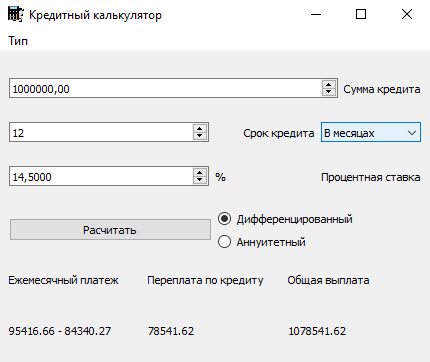 Кредитный калькулятор
Тип
1000000,00 Сумма кредита
12 Срок кредита В месяцах
14,5000 % Процентная ставка
Расчитать Дифференцированный
Аннуитетный
Ежемесячный платеж Переплата по кредиту Общая выплата
95416.66 - 84340.27 78541.62 1078541.62